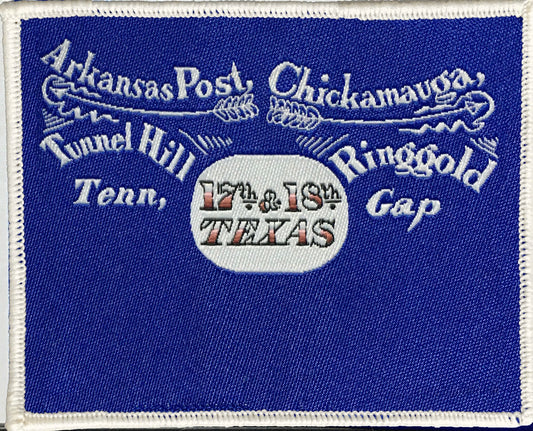 Arkansas Post, Chickamauga,
Tunnel Hill Ringgold
Tenn, Gap
17th & 18th
TEXAS